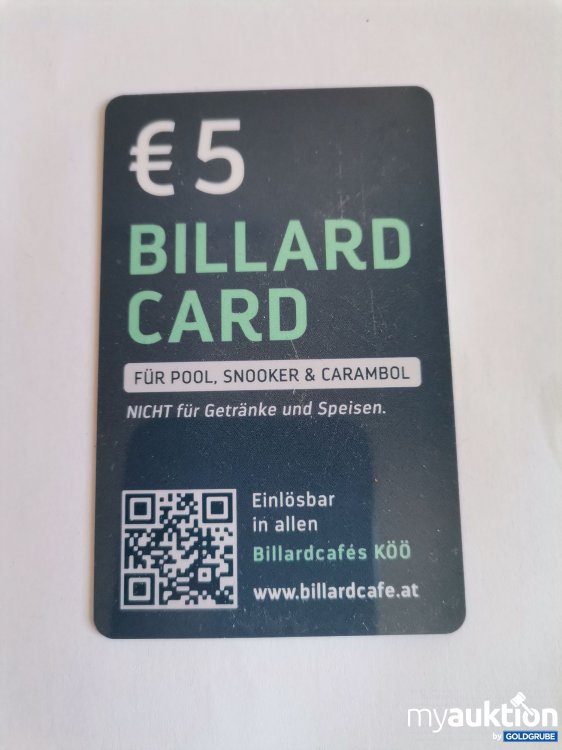 €5
BILLARD
CARD
FÜR POOL, SNOOKER & CARAMBOL
NICHT für Getränke und Speisen.
Einlösbar
in allen
Billardcafés KÖÖ
www.billardcafe.at
myauktion
by GOLDGRUBE